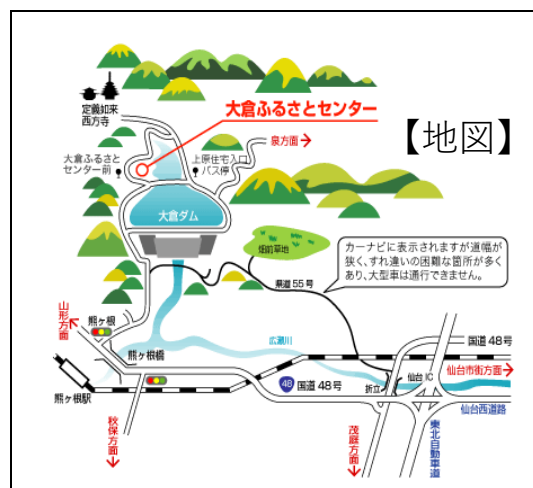 定義如来
西方寺
大倉ふるさとセンター
【地図】
泉方面
大倉ふるさと
センター前
上原住宅入口
バス停
大倉ダム
畑前草地
カーナビに表示されますが道幅が
狭く、すれ違いの困難な箇所が多く
あり、大型車は通行できません。
県道55号
山形方面
熊ヶ根
熊ヶ根橋
広瀬川
国道48号
仙台市街方面
熊ヶ根駅
48 国道48号
折立
仙台IC
仙台西道路
秋保方面
茂庭方面
東北自動車道